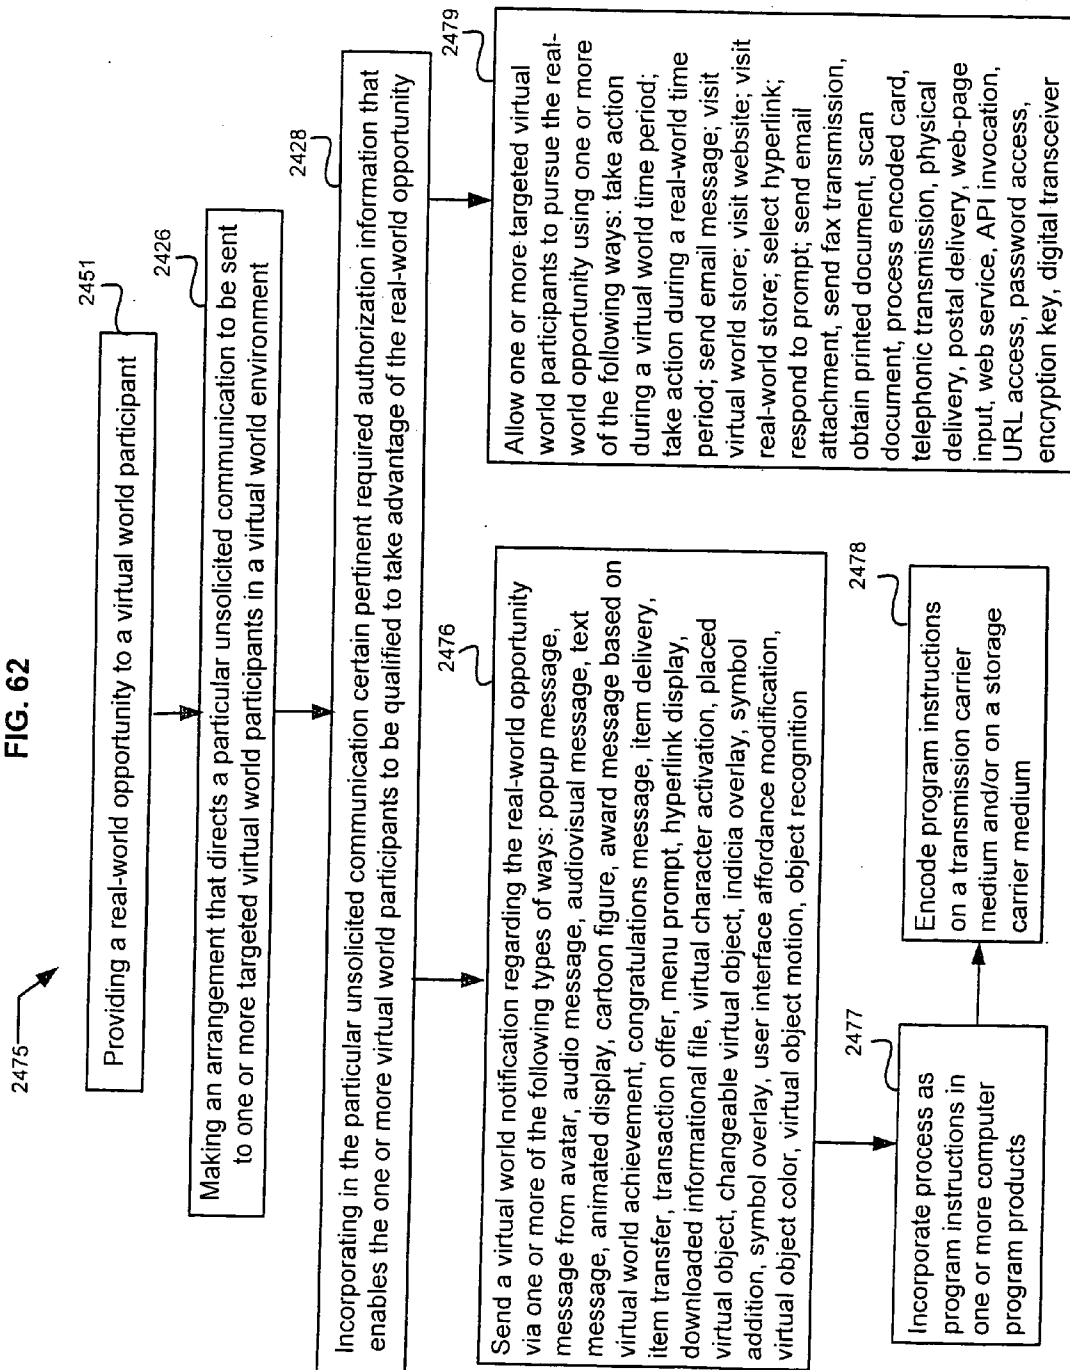 FIG. 62
2475
Providing a real-world opportunity to a virtual world participant
2451
Making an arrangement that directs a particular unsolicited communication to be sent
to one or more targeted virtual world participants in a virtual world environment
2426
Incorporating in the particular unsolicited communication certain pertinent required authorization information that
enables the one or more virtual world participants to be qualified to take advantage of the real-world opportunity
2428
Send a virtual world notification regarding the real-world opportunity
via one or more of the following types of ways: popup message,
message from avatar, audio message, audiovisual message, text
message, animated display, cartoon figure, award message based on
virtual world achievement, congratulations message, item delivery,
item transfer, transaction offer, menu prompt, hyperlink display,
downloaded informational file, virtual character activation, placed
virtual object, changeable virtual object, indicia overlay, symbol
addition, symbol overlay, user interface affordance modification,
virtual object color, virtual object motion, object recognition
2476
Allow one or more targeted virtual
world participants to pursue the real-
world opportunity using one or more
of the following ways: take action
during a virtual world time period;
take action during a real-world time
period; send email message; visit
virtual world store; visit website; visit
real-world store; select hyperlink;
respond to prompt; send email
attachment, send fax transmission,
obtain printed document, scan
document, process encoded card,
telephonic transmission, physical
delivery, postal delivery, web-page
input, web service, API invocation,
URL access, password access,
encryption key, digital transceiver
2479
Incorporate process as
program instructions in
one or more computer
program products
2477
Encode program instructions
on a transmission carrier
medium and/or on a storage
carrier medium
2478